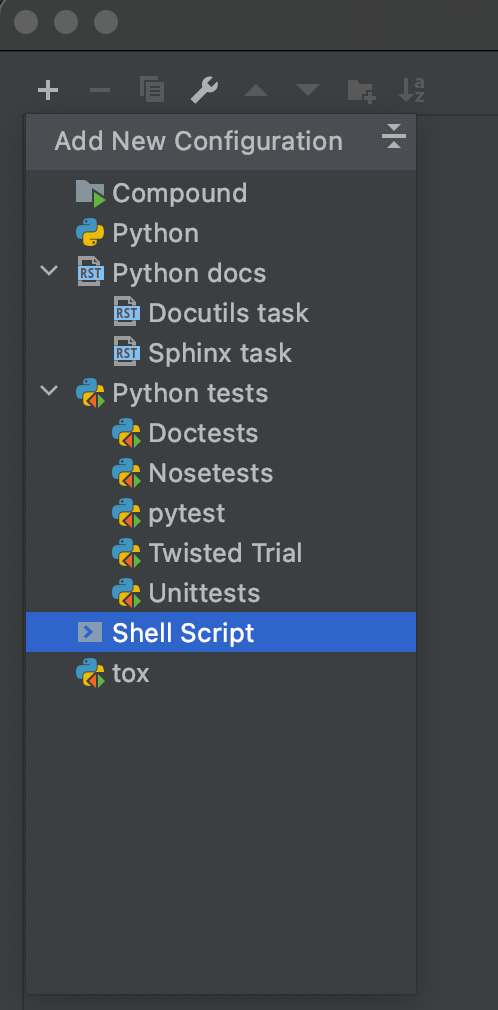 Add New Configuration
Compound
Python
RST Python docs
RST Docutils task
RST Sphinx task
Python tests
Doctests
Nosetests
pytest
Twisted Trial
Unittests
Shell Script
tox